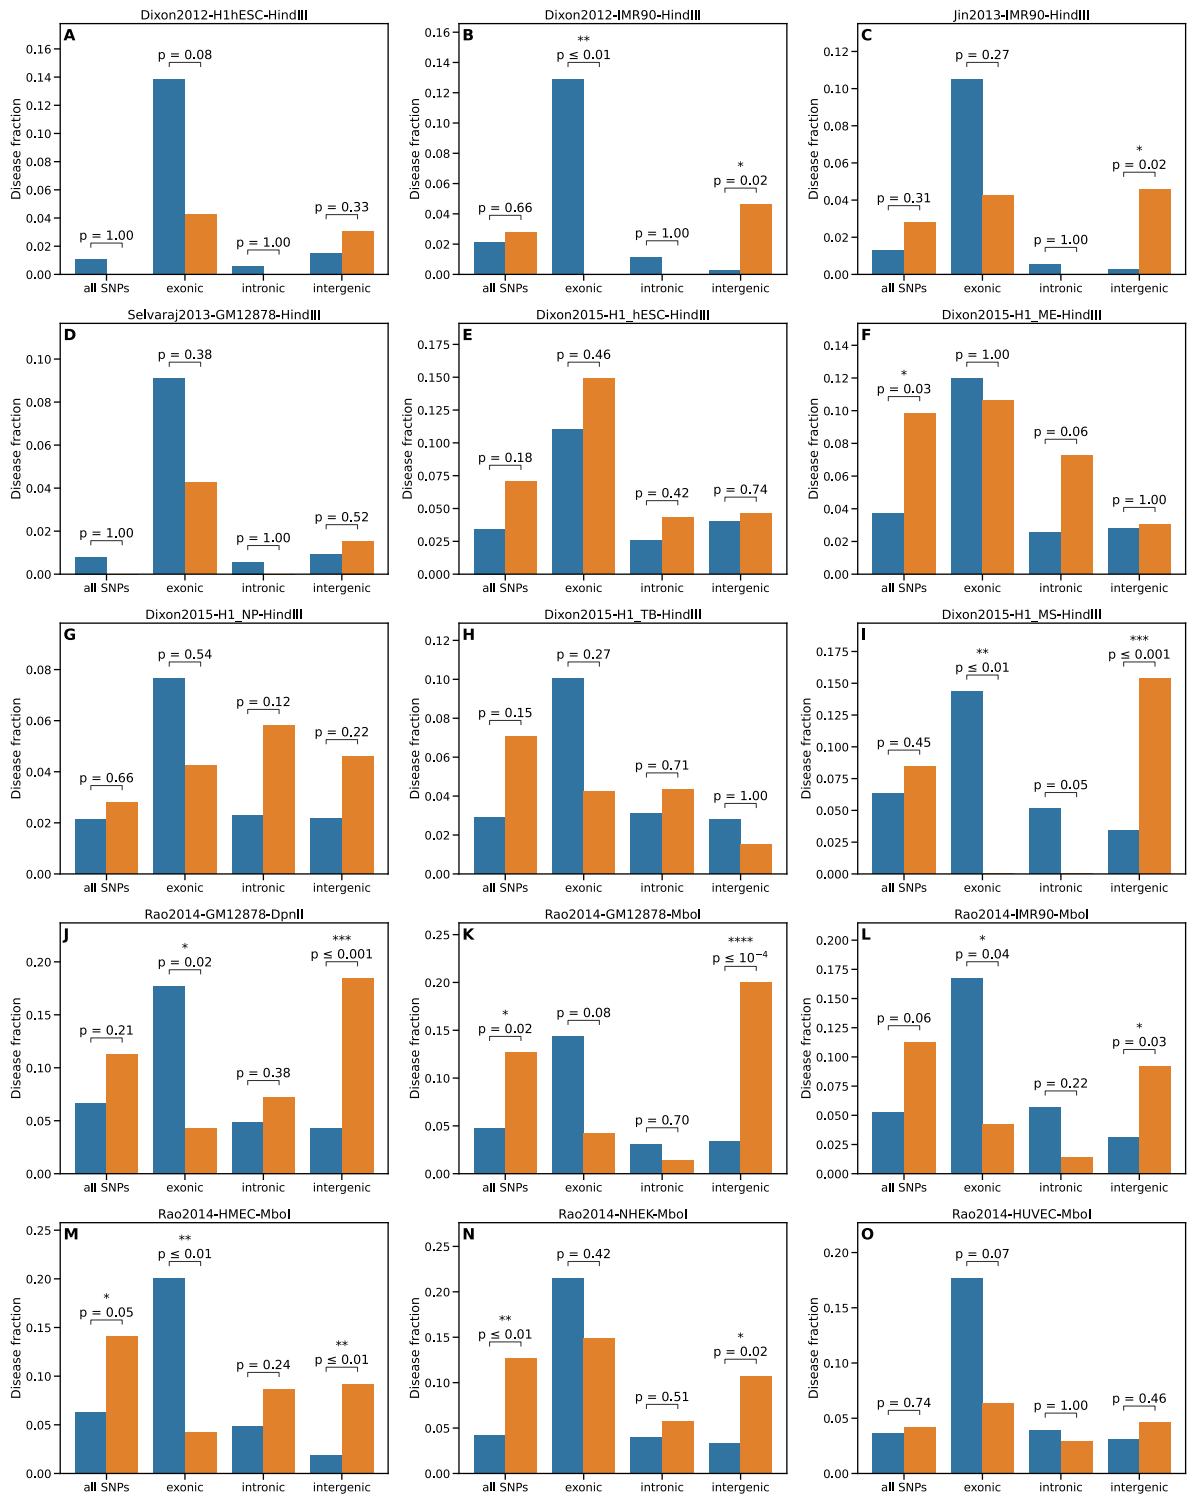 Dixon2012-H1hESC-HindIII
A
Disease fraction
0.16
0.14
0.12
0.10
0.08
0.06
0.04
0.02
0.00
p = 1.00
p = 0.08
p = 1.00
p = 0.33
all SNPs exonic intronic intergenic
Dixon2012-IMR90-HindIII
B
Disease fraction
0.16
0.14
0.12
0.10
0.08
0.06
0.04
0.02
0.00
p = 0.66
**
p ≤ 0.01
p = 1.00
*
p = 0.02
all SNPs exonic intronic intergenic
Jin2013-IMR90-HindIII
C
Disease fraction
0.12
0.10
0.08
0.06
0.04
0.02
0.00
p = 0.31
p = 0.27
p = 1.00
*
p = 0.02
all SNPs exonic intronic intergenic
Selvaraj2013-GM12878-HindIII
D
Disease fraction
0.10
0.08
0.06
0.04
0.02
0.00
p = 1.00
p = 0.38
p = 1.00
p = 0.52
all SNPs exonic intronic intergenic
Dixon2015-H1_hESC-HindIII
E
Disease fraction
0.175
0.150
0.125
0.100
0.075
0.050
0.025
0.000
p = 0.18
p = 0.46
p = 0.42
p = 0.74
all SNPs exonic intronic intergenic
Dixon2015-H1_ME-HindIII
F
Disease fraction
0.14
0.12
0.10
0.08
0.06
0.04
0.02
0.00
*
p = 0.03
p = 1.00
p = 0.06
p = 1.00
all SNPs exonic intronic intergenic
Dixon2015-H1_NP-HindIII
G
Disease fraction
0.08
0.06
0.04
0.02
0.00
p = 0.66
p = 0.54
p = 0.12
p = 0.22
all SNPs exonic intronic intergenic
Dixon2015-H1_TB-HindIII
H
Disease fraction
0.12
0.10
0.08
0.06
0.04
0.02
0.00
p = 0.15
p = 0.27
p = 0.71
p = 1.00
all SNPs exonic intronic intergenic
Dixon2015-H1_MS-HindIII
I
Disease fraction
0.175
0.150
0.125
0.100
0.075
0.050
0.025
0.000
p = 0.45
**
p ≤ 0.01
p = 0.05
***
p ≤ 0.001
all SNPs exonic intronic intergenic
Rao2014-GM12878-DpnII
J
Disease fraction
0.20
0.15
0.10
0.05
0.00
p = 0.21
*
p = 0.02
p = 0.38
***
p ≤ 0.001
all SNPs exonic intronic intergenic
Rao2014-GM12878-MboI
K
Disease fraction
0.25
0.20
0.15
0.10
0.05
0.00
*
p = 0.02
p = 0.08
p = 0.70
****
p ≤ 10⁻⁴
all SNPs exonic intronic intergenic
Rao2014-IMR90-MboI
L
Disease fraction
0.200
0.175
0.150
0.125
0.100
0.075
0.050
0.025
0.000
p = 0.06
*
p = 0.04
p = 0.22
*
p = 0.03
all SNPs exonic intronic intergenic
Rao2014-HMEC-MboI
M
Disease fraction
0.25
0.20
0.15
0.10
0.05
0.00
*
p = 0.05
**
p ≤ 0.01
p = 0.24
**
p ≤ 0.01
all SNPs exonic intronic intergenic
Rao2014-NHEK-MboI
N
Disease fraction
0.25
0.20
0.15
0.10
0.05
0.00
**
p ≤ 0.01
p = 0.42
p = 0.51
*
p = 0.02
all SNPs exonic intronic intergenic
Rao2014-HUVEC-MboI
O
Disease fraction
0.20
0.15
0.10
0.05
0.00
p = 0.74
p = 0.07
p = 1.00
p = 0.46
all SNPs exonic intronic intergenic